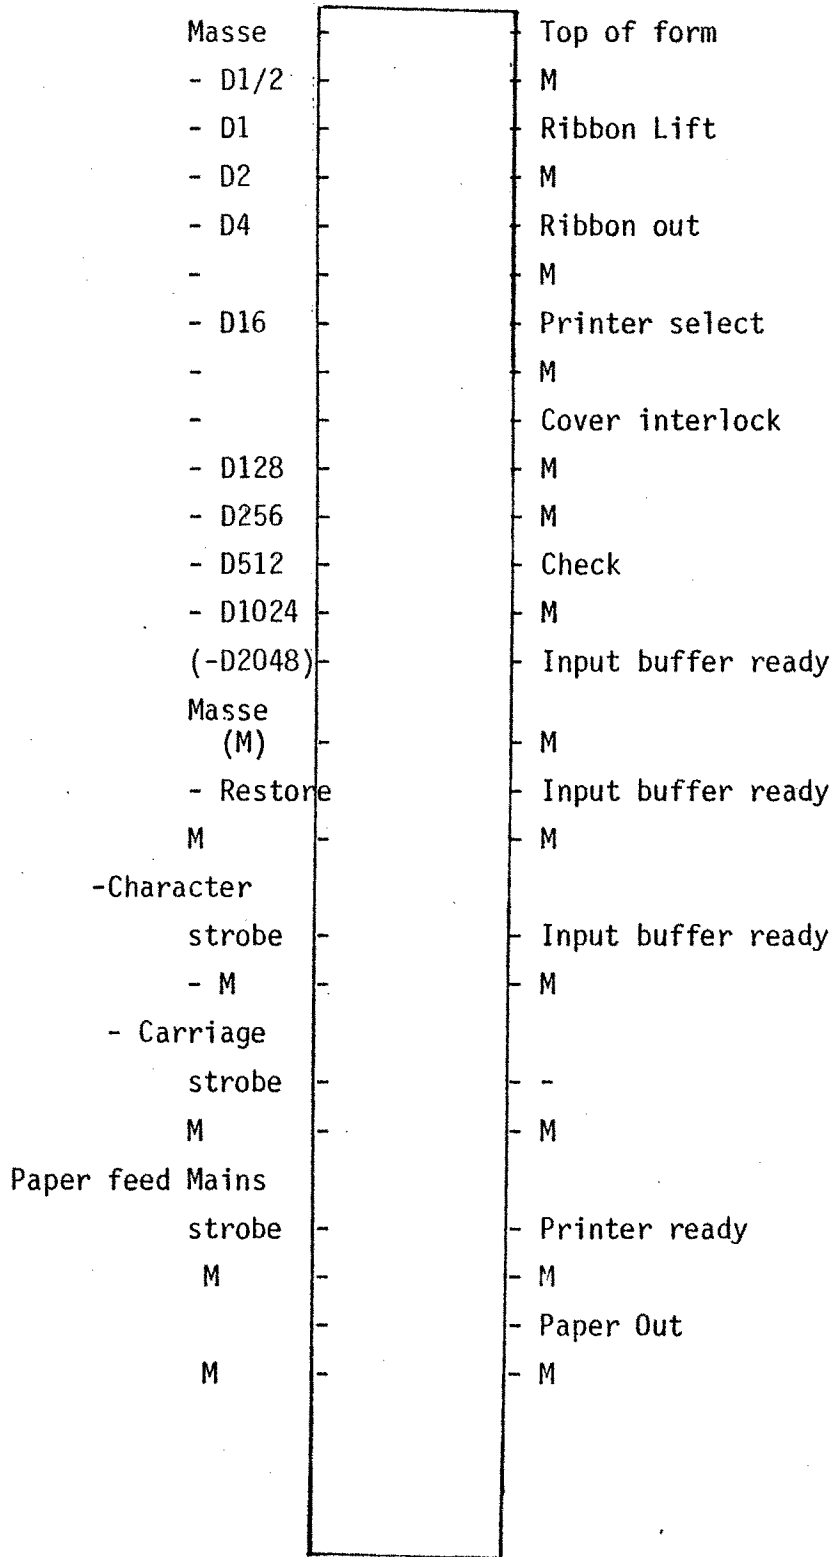 Masse Top of form
- D1/2 M
- D1 Ribbon Lift
- D2 M
- D4 Ribbon out
- M
- D16 Printer select
- M
- Cover interlock
- D128 M
- D256 M
- D512 Check
- D1024 M
(-D2048) Input buffer ready
Masse
(M) M
- Restore Input buffer ready
M M
-Character
strobe Input buffer ready
- M M
- Carriage
strobe -
M M
Paper feed Mains
strobe Printer ready
M M
Paper Out
M M